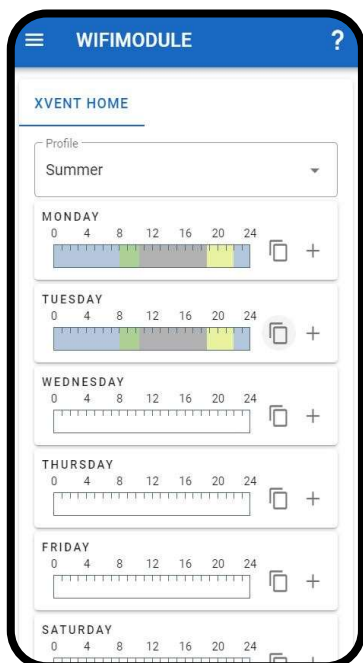 WIFIMODULE ?
XVENT HOME
Profile
Summer
MONDAY
0 4 8 12 16 20 24
TUESDAY
0 4 8 12 16 20 24
WEDNESDAY
0 4 8 12 16 20 24
THURSDAY
0 4 8 12 16 20 24
FRIDAY
0 4 8 12 16 20 24
SATURDAY
0 4 8 12 16 20 24